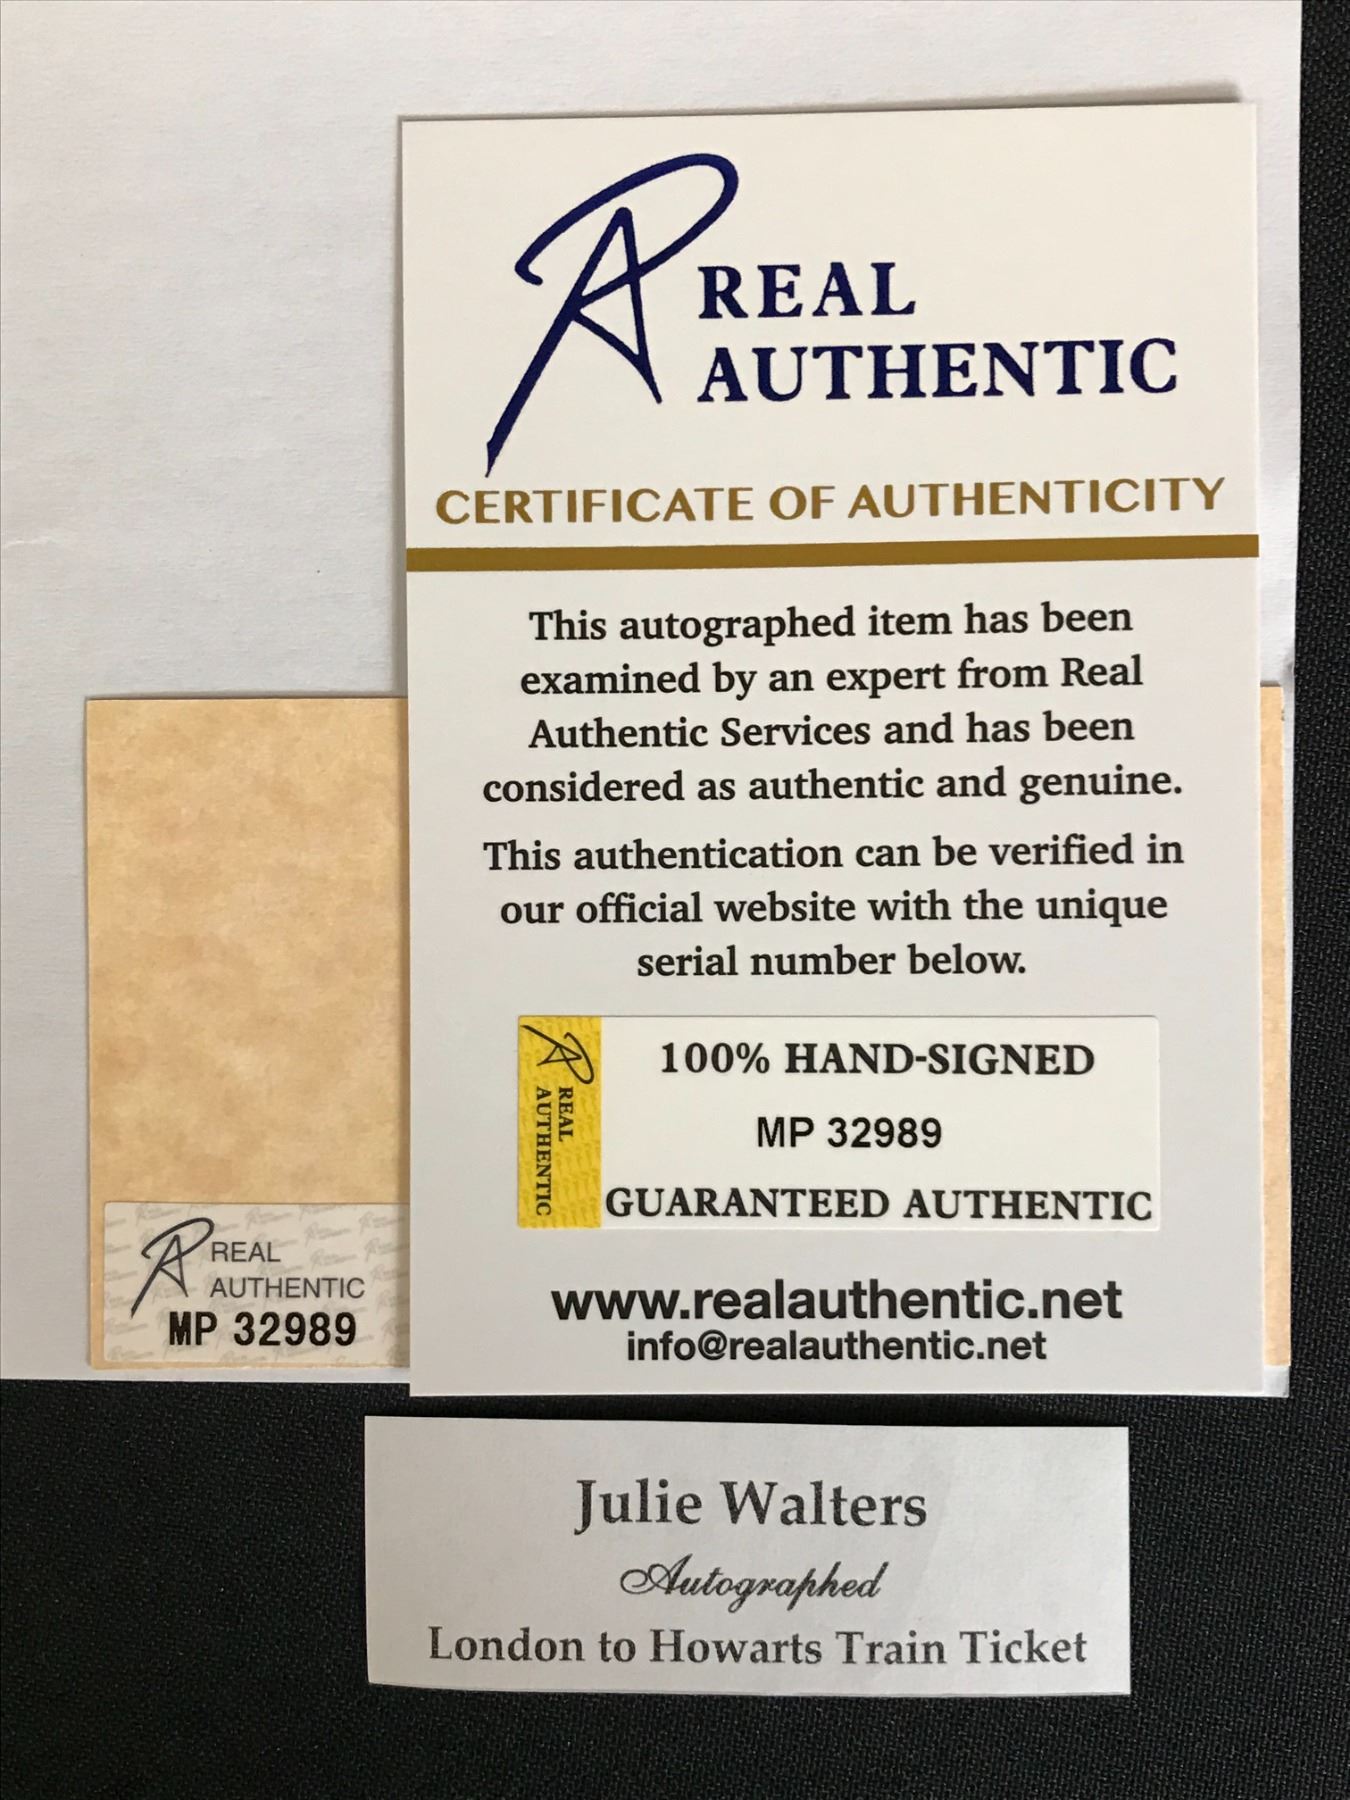 REAL
AUTHENTIC
CERTIFICATE OF AUTHENTICITY
This autographed item has been
examined by an expert from Real
Authentic Services and has been
considered as authentic and genuine.
This authentication can be verified in
our official website with the unique
serial number below.
REAL
AUTHENTIC
100% HAND-SIGNED
MP 32989
GUARANTEED AUTHENTIC
www.realauthentic.net
info@realauthentic.net
REAL
AUTHENTIC
MP 32989
Julie Walters
Autographed
London to Howarts Train Ticket